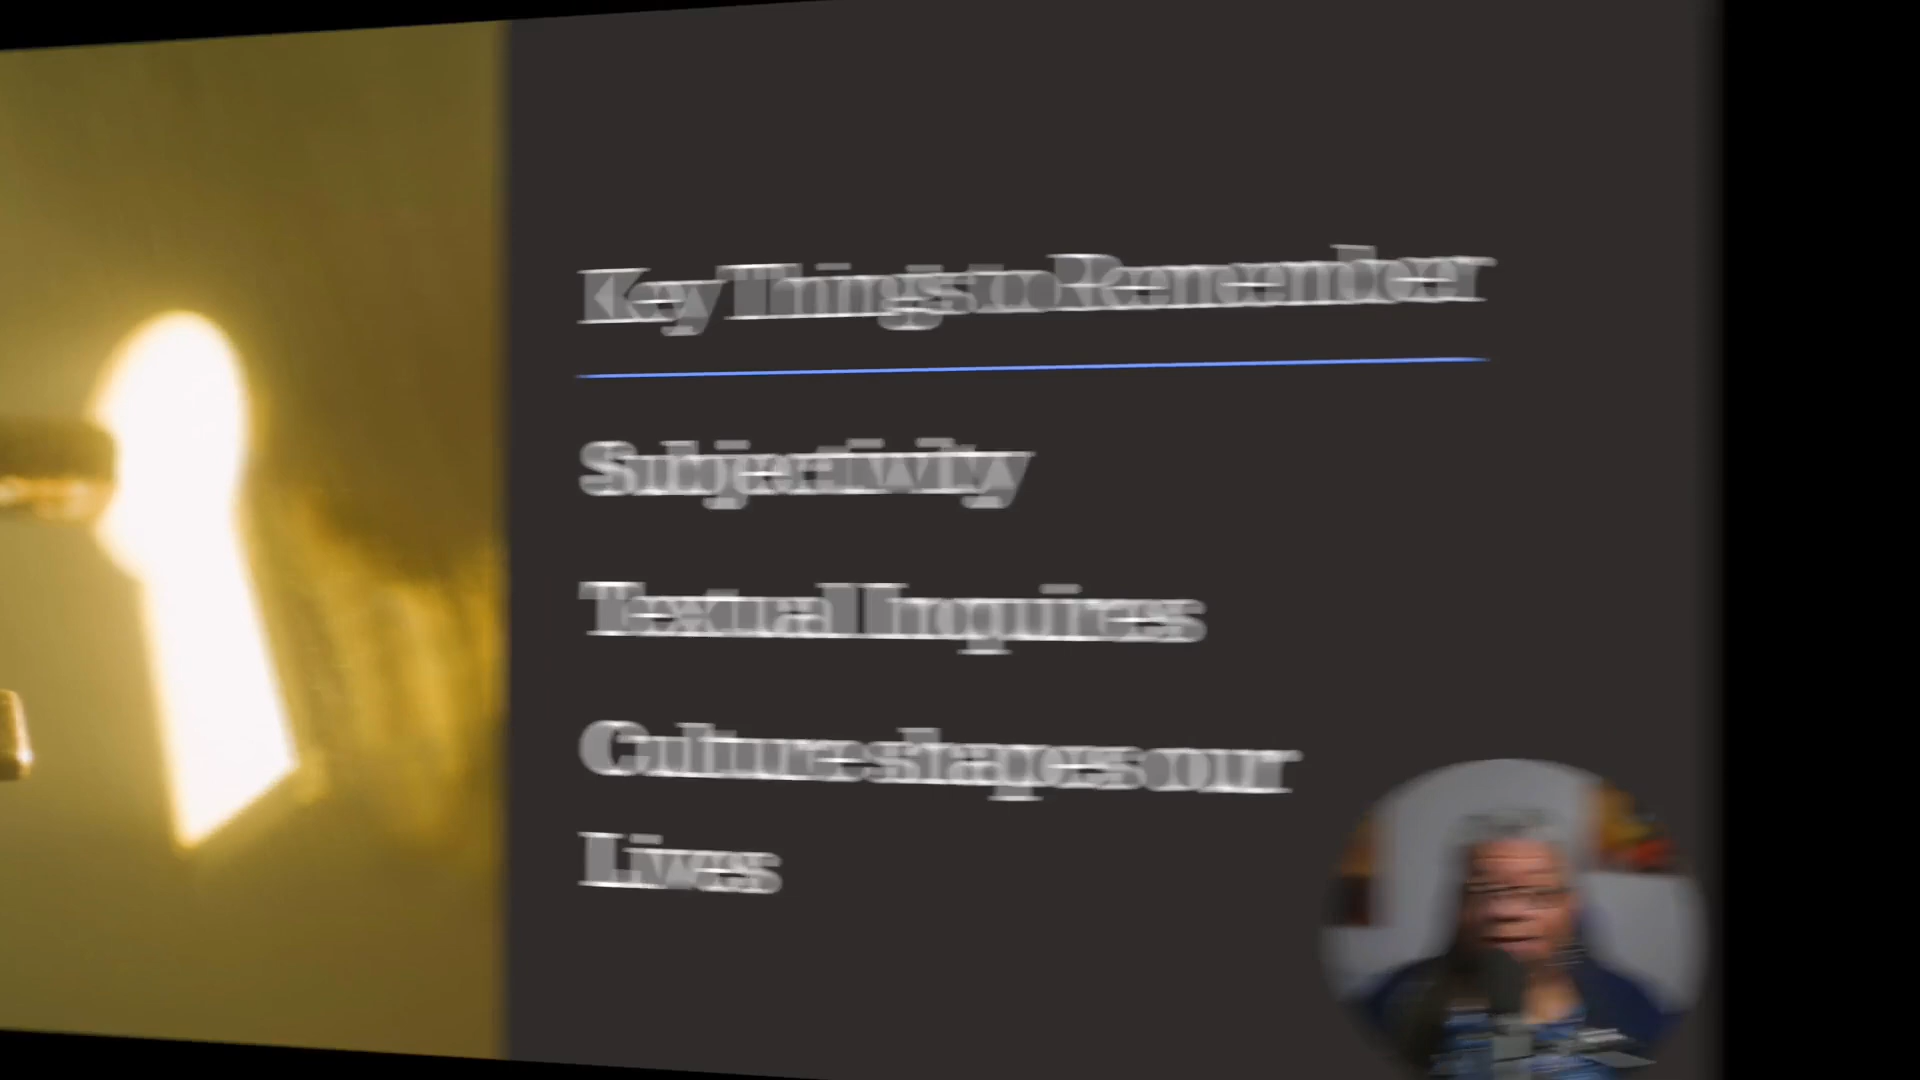 Key Things to Remember
Subjectivity
Textual Inquires
Culture shapes our
Lives